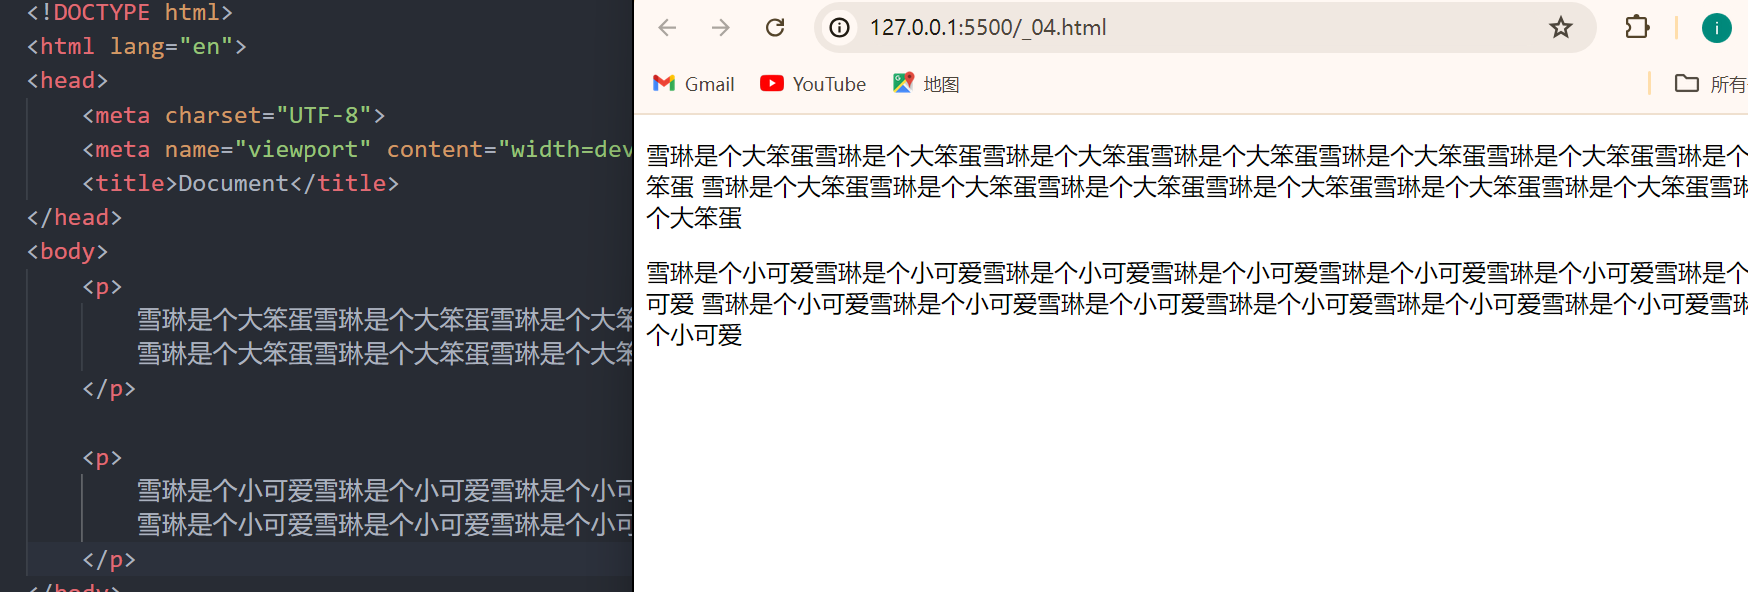 <!DOCTYPE html>
<html lang="en">
<head>
<meta charset="UTF-8">
<meta name="viewport" content="width=dev
<title>Document</title>
</head>
<body>
<p>
雪琳是个大笨蛋雪琳是个大笨蛋雪琳是个大笨
雪琳是个大笨蛋雪琳是个大笨蛋雪琳是个大笨
</p>
<p>
雪琳是个小可爱雪琳是个小可爱雪琳是个小可
雪琳是个小可爱雪琳是个小可爱雪琳是个小可
</p>
</body>
127.0.0.1:5500/_04.html
i
Gmail YouTube 地图 所有
雪琳是个大笨蛋雪琳是个大笨蛋雪琳是个大笨蛋雪琳是个大笨蛋雪琳是个大笨蛋雪琳是个大笨蛋雪琳是个
笨蛋 雪琳是个大笨蛋雪琳是个大笨蛋雪琳是个大笨蛋雪琳是个大笨蛋雪琳是个大笨蛋雪琳是个大笨蛋雪琳
个大笨蛋
雪琳是个小可爱雪琳是个小可爱雪琳是个小可爱雪琳是个小可爱雪琳是个小可爱雪琳是个小可爱雪琳是个
可爱 雪琳是个小可爱雪琳是个小可爱雪琳是个小可爱雪琳是个小可爱雪琳是个小可爱雪琳是个小可爱雪琳
个小可爱